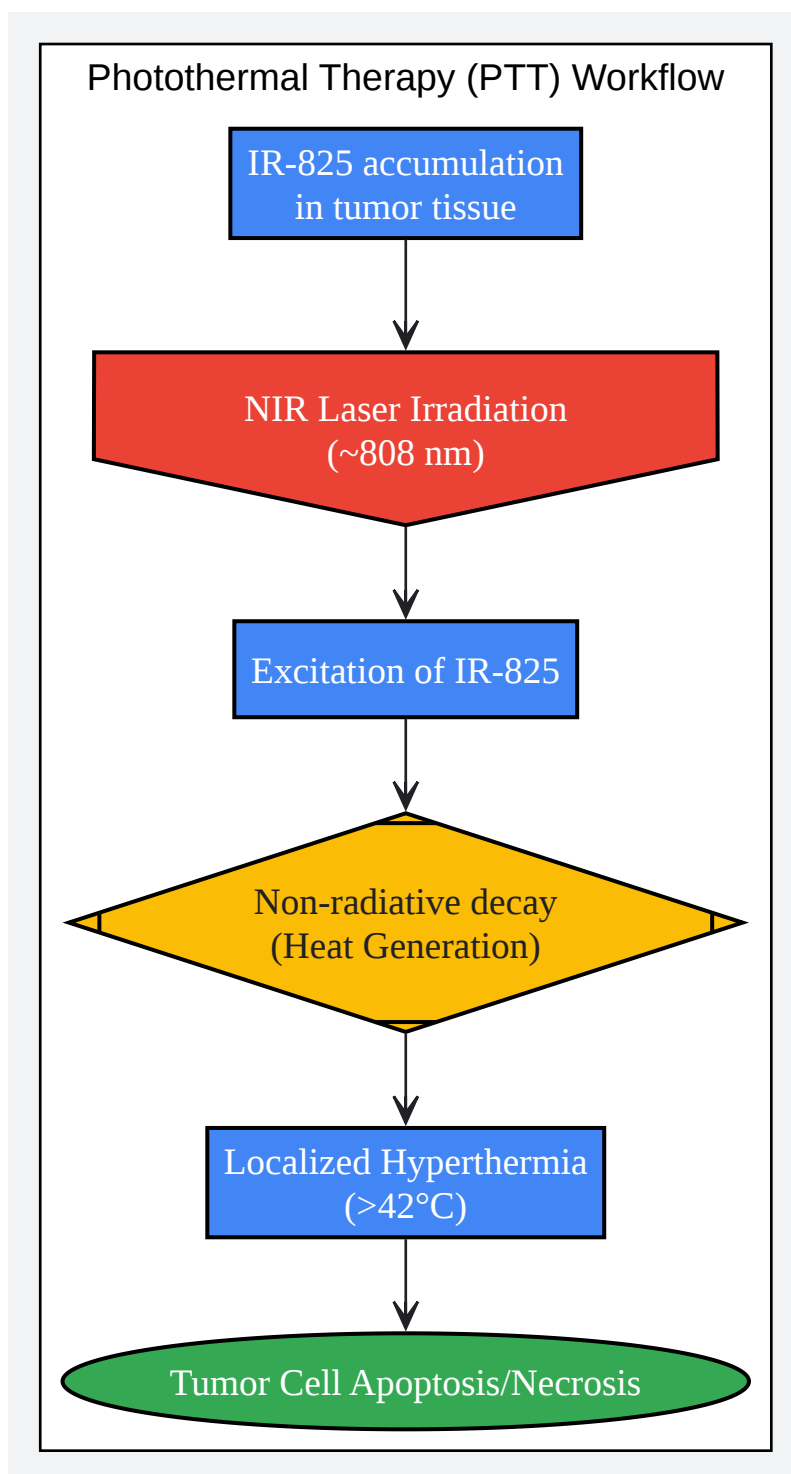 Photothermal Therapy (PTT) Workflow
IR-825 accumulation
in tumor tissue
NIR Laser Irradiation
(~808 nm)
Excitation of IR-825
Non-radiative decay
(Heat Generation)
Localized Hyperthermia
(>42°C)
Tumor Cell Apoptosis/Necrosis